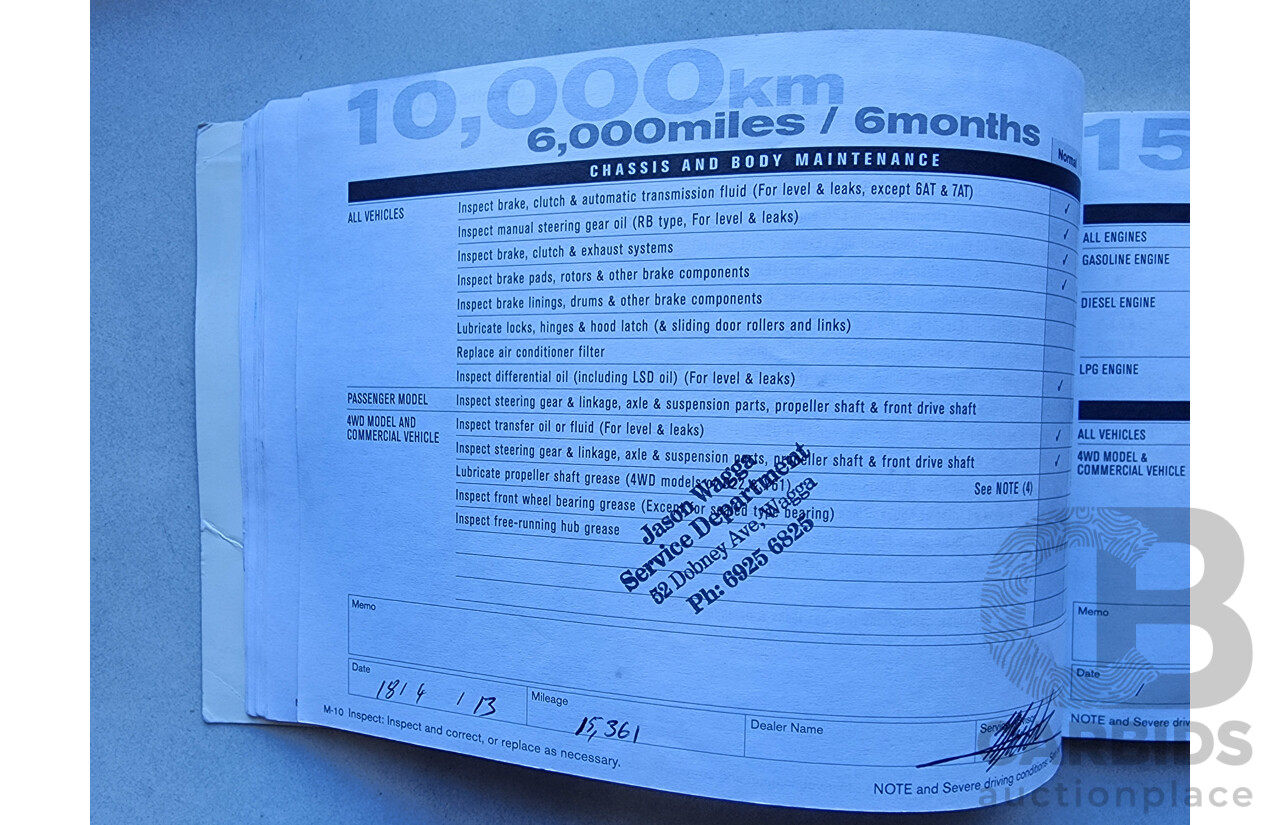 10,000km
6,000miles / 6months
CHASSIS AND BODY MAINTENANCE
Normal
ALL VEHICLES
Inspect brake, clutch & automatic transmission fluid (For level & leaks, except 6AT & 7AT) ✓
Inspect manual steering gear oil (RB type, For level & leaks) ✓
Inspect brake, clutch & exhaust systems ✓
Inspect brake pads, rotors & other brake components ✓
Inspect brake linings, drums & other brake components
Lubricate locks, hinges & hood latch (& sliding door rollers and links)
Replace air conditioner filter
Inspect differential oil (including LSD oil) (For level & leaks) ✓
PASSENGER MODEL
Inspect steering gear & linkage, axle & suspension parts, propeller shaft & front drive shaft
4WD MODEL AND
COMMERCIAL VEHICLE
Inspect transfer oil or fluid (For level & leaks) ✓
Inspect steering gear & linkage, axle & suspension parts, propeller shaft & front drive shaft ✓
Lubricate propeller shaft grease (4WD models See NOTE (4)
Inspect front wheel bearing grease (Except for sealed type bearing)
Inspect free-running hub grease
Jason Wagga
Service Department
52 Dobney Ave, Wagga
Ph: 6925 6825
Memo
Date
18/4/13
Mileage
15,361
Dealer Name
M-10 Inspect: Inspect and correct, or replace as necessary.
NOTE and Severe driving conditions:
15
ALL ENGINES
GASOLINE ENGINE
DIESEL ENGINE
LPG ENGINE
ALL VEHICLES
4WD MODEL &
COMMERCIAL VEHICLE
Memo
Date
/
NOTE and Severe driv
ALLBIDS
auctionplace